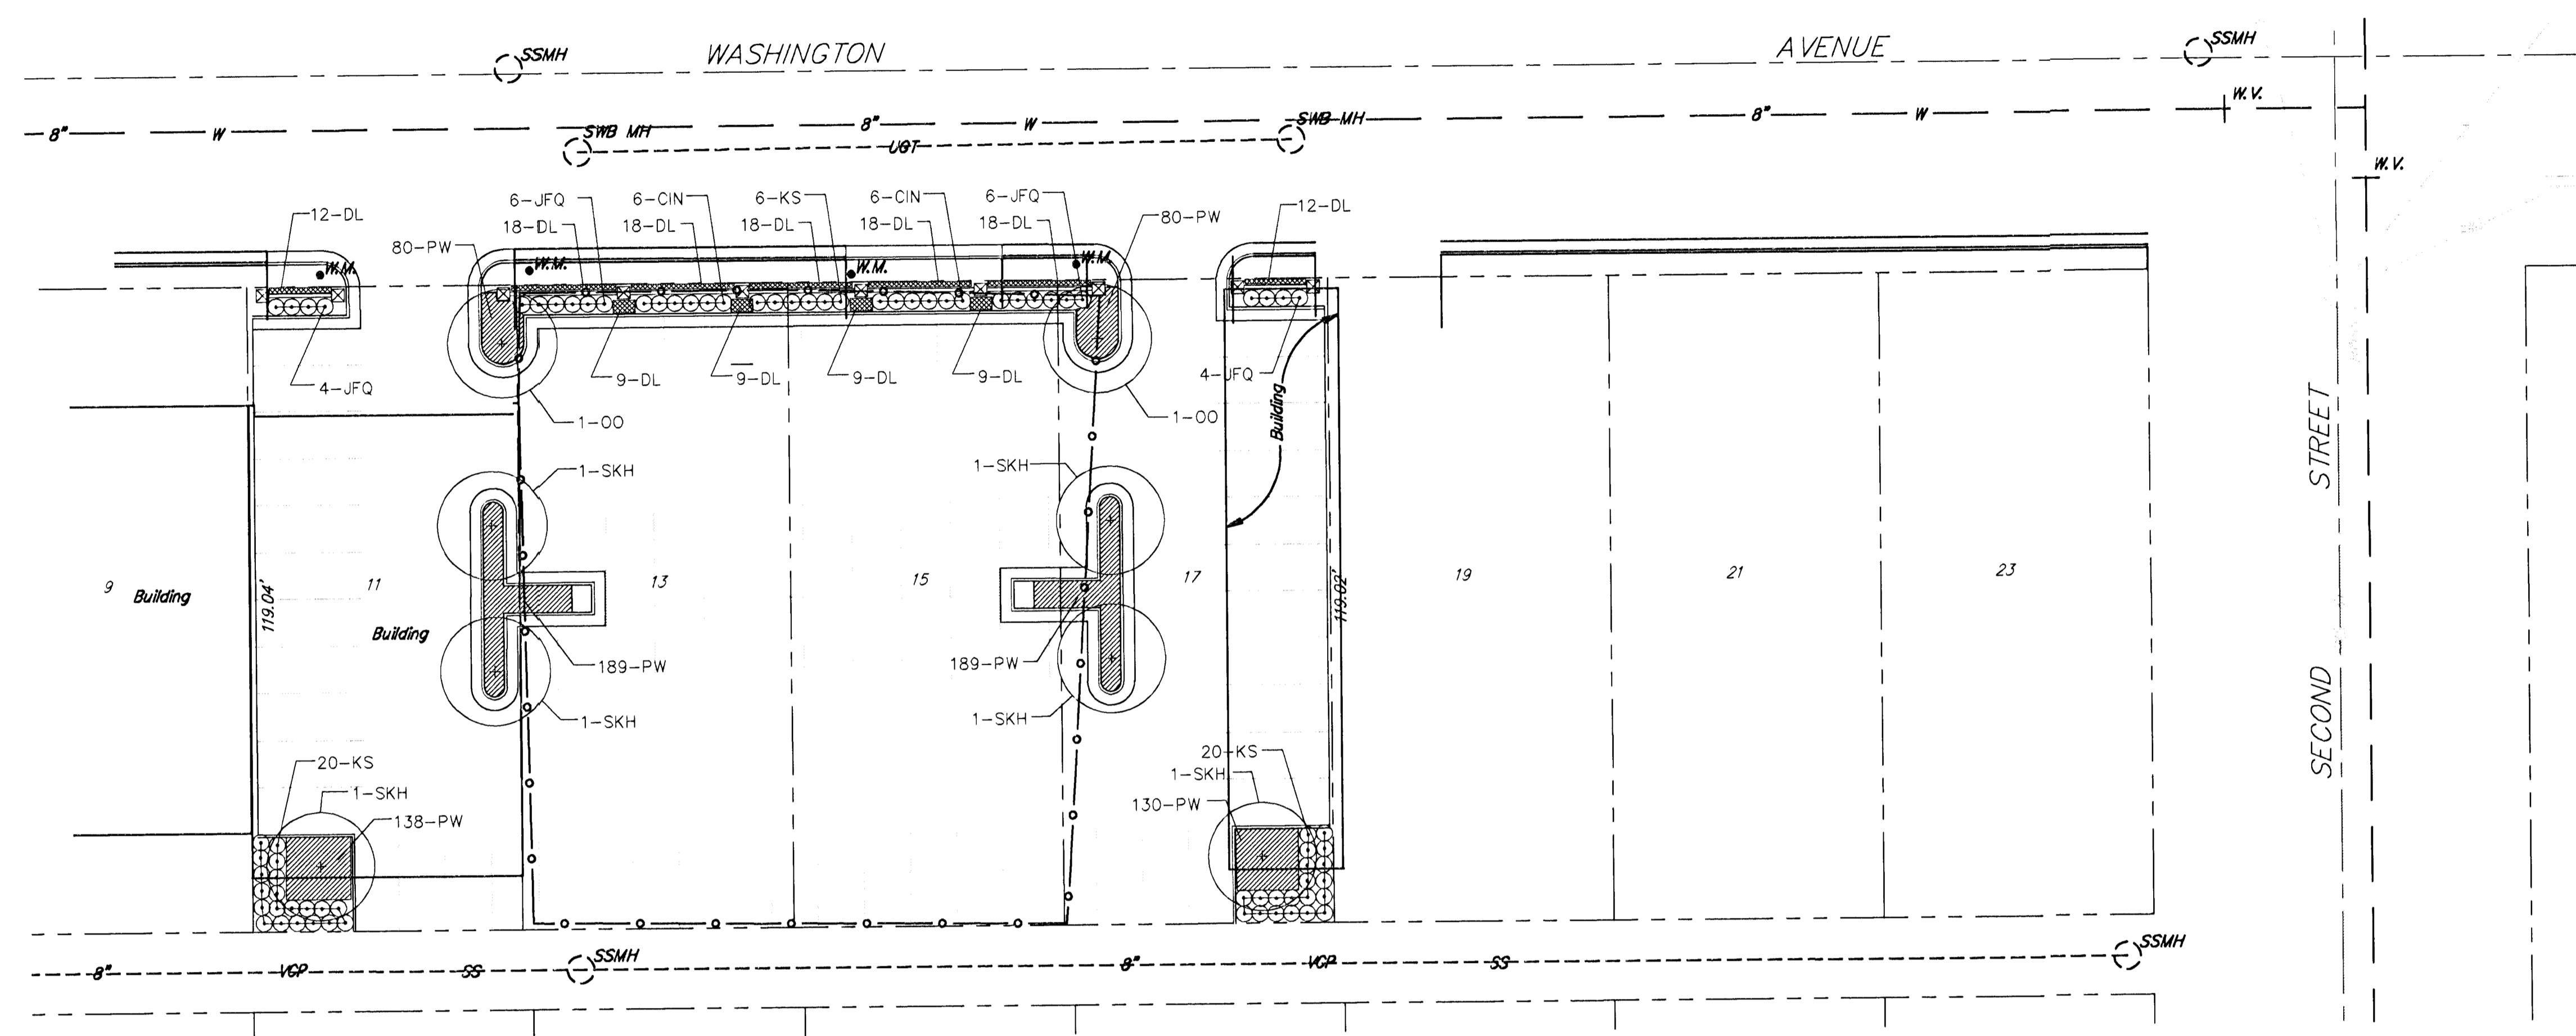 WASHINGTON AVENUE
SSMH
SSMH
8" W 8" W 8" W
W.V.
SWB MH
SWB MH
UGT
W.V.
6-JFQ 6-CIN 6-KS 6-CIN 6-JFQ
12-DL
18-DL 18-DL 18-DL 18-DL 18-DL
12-DL
80-PW
80-PW
W.M.
W.M.
W.M.
W.M.
4-JFQ
9-DL 9-DL 9-DL 9-DL
4-JFQ
1-OO
1-OO
Building
1-SKH
1-SKH
9 Building
119.04'
11
Building
13
15
17
119.02'
19
21
23
189-PW
189-PW
1-SKH
1-SKH
20-KS
1-SKH
138-PW
20-KS
1-SKH
130-PW
SECOND STREET
8" VCP SS
SSMH
8" VCP SS
SSMH